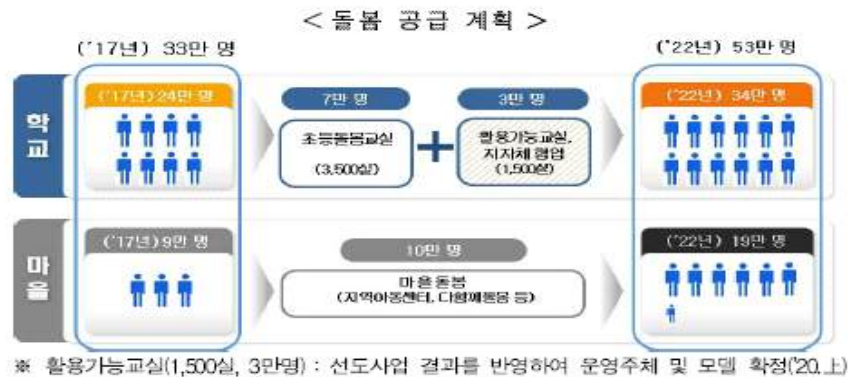 < 돌봄 공급 계획 >
('17년) 33만 명
('22년) 53만 명
학교
('17년) 24만 명
7만 명
초등돌봄교실
(3,500실)
+
3만 명
활용가능교실,
지자체 협업
(1,500실)
('22년) 34만 명
마을
('17년) 9만 명
10만 명
마을돌봄
(지역아동센터, 다함께돌봄 등)
('22년) 19만 명
※ 활용가능교실(1,500실, 3만명) : 선도사업 결과를 반영하여 운영주체 및 모델 확정('20.上)